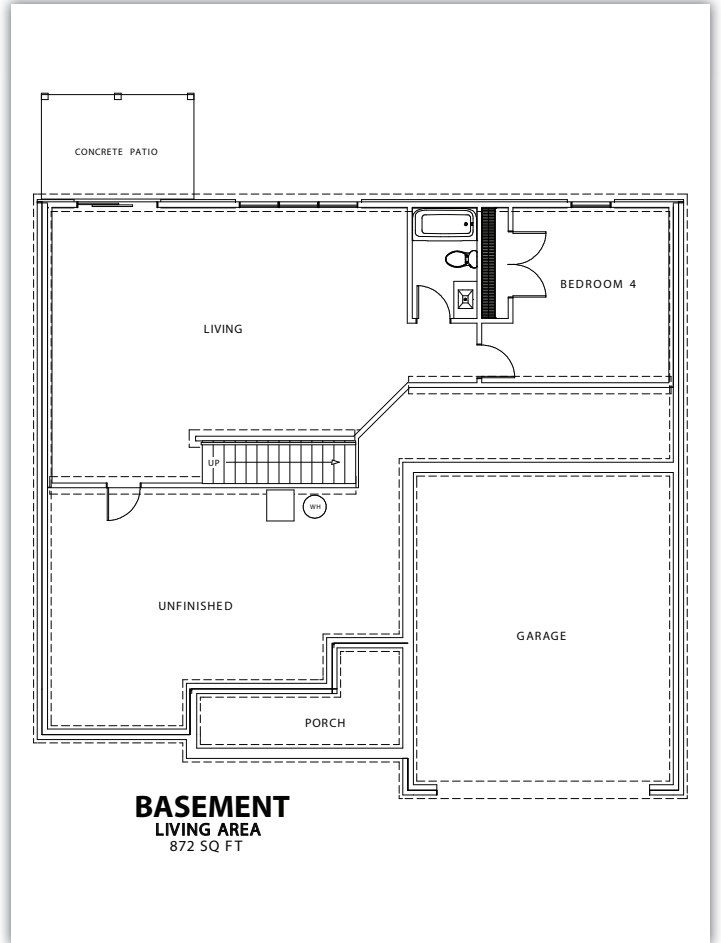 CONCRETE PATIO
BEDROOM 4
LIVING
UP
WH
UNFINISHED
GARAGE
PORCH
BASEMENT
LIVING AREA
872 SQ FT